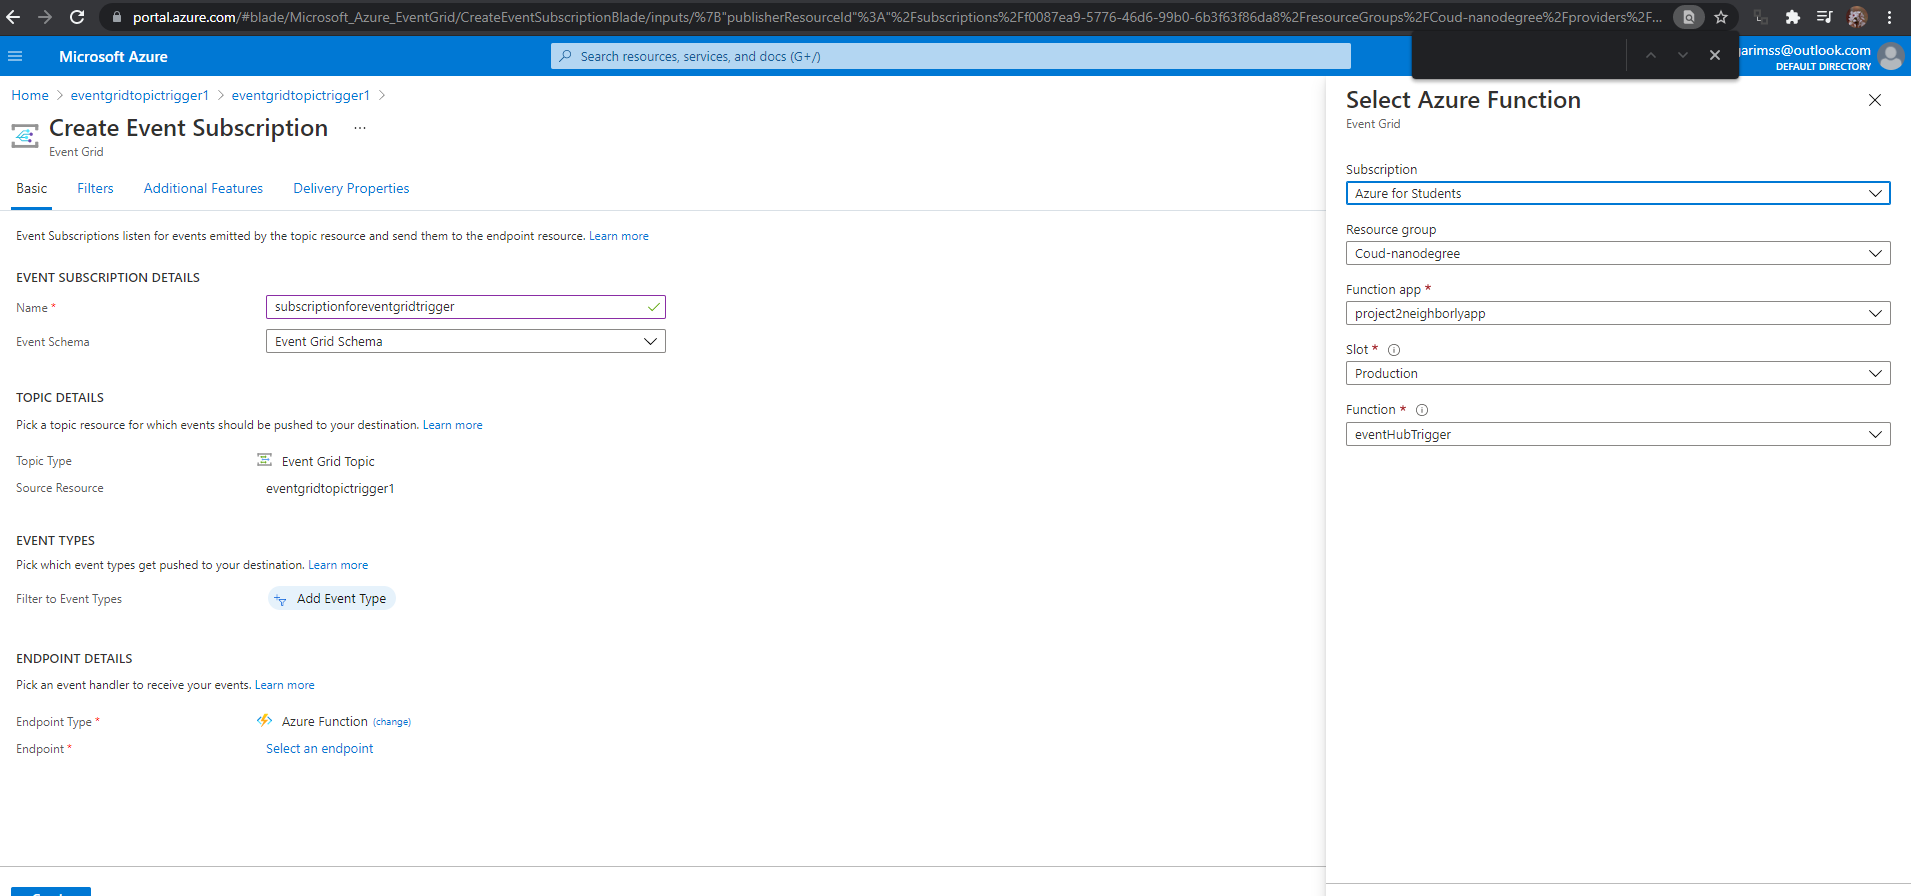 portal.azure.com/#blade/Microsoft_Azure_EventGrid/CreateEventSubscriptionBlade/inputs/%7B"publisherResourceId"%3A"%2Fsubscriptions%2Ff0087ea9-5776-46d6-99b0-6b3f63f86da8%2FresourceGroups%2FCoud-nanodegree%2Fproviders%2F...
Microsoft Azure
Search resources, services, and docs (G+/)
arimss@outlook.com
DEFAULT DIRECTORY
Home > eventgridtopictrigger1 > eventgridtopictrigger1 >
Create Event Subscription ...
Event Grid
Basic Filters Additional Features Delivery Properties
Event Subscriptions listen for events emitted by the topic resource and send them to the endpoint resource. Learn more
EVENT SUBSCRIPTION DETAILS
Name * subscriptionforeventgridtrigger
Event Schema Event Grid Schema
TOPIC DETAILS
Pick a topic resource for which events should be pushed to your destination. Learn more
Topic Type Event Grid Topic
Source Resource eventgridtopictrigger1
EVENT TYPES
Pick which event types get pushed to your destination. Learn more
Filter to Event Types Add Event Type
ENDPOINT DETAILS
Pick an event handler to receive your events. Learn more
Endpoint Type * Azure Function (change)
Endpoint * Select an endpoint
Select Azure Function
Event Grid
Subscription
Azure for Students
Resource group
Coud-nanodegree
Function app *
project2neighborlyapp
Slot *
Production
Function *
eventHubTrigger